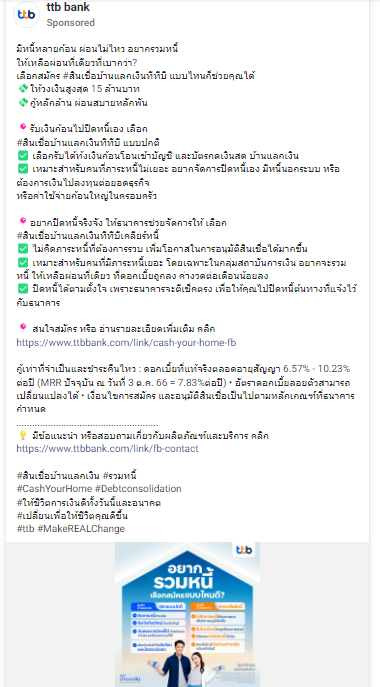 ttb bank
Sponsored
มีหนี้หลายก้อน ผ่อนไม่ไหว อยากรวมหนี้
ให้เหลือผ่อนที่เดียวที่เบากว่า?
เลือกสมัคร #สินเชื่อบ้านแลกเงินทีทีบี แบบไหนก็ช่วยคุณได้
💸 ให้วงเงินสูงสุด 15 ล้านบาท
💸 กู้หลักล้าน ผ่อนสบายหลักพัน
📍 รับเงินก้อนไปปิดหนี้เอง เลือก
#สินเชื่อบ้านแลกเงินทีทีบี แบบปกติ
✅ เลือกรับได้ทั้งเงินก้อนโอนเข้าบัญชี และบัตรกดเงินสด บ้านแลกเงิน
✅ เหมาะสำหรับคนที่ภาระหนี้ไม่เยอะ อยากจัดการปิดหนี้เอง มีหนี้นอกระบบ หรือ
ต้องการเงินไปลงทุนต่อยอดธุรกิจ
หรือค่าใช้จ่ายก้อนใหญ่ในครอบครัว
📍 อยากปิดหนี้จริงจัง ให้ธนาคารช่วยจัดการให้ เลือก
#สินเชื่อบ้านแลกเงินทีทีบีเคลียร์หนี้
✅ ไม่คิดภาระหนี้ที่ต้องการรวบ เพิ่มโอกาสในการอนุมัติสินเชื่อได้มากขึ้น
✅ เหมาะสำหรับคนที่มีภาระหนี้เยอะ โดยเฉพาะในกลุ่มสถาบันการเงิน อยากจะรวม
หนี้ ให้เหลือผ่อนที่เดียว ที่ดอกเบี้ยถูกลง ค่างวดต่อเดือนน้อยลง
✅ ปิดหนี้ได้ตามตั้งใจ เพราะธนาคารจะตีเช็คตรง เพื่อให้คุณไปปิดหนี้ต้นทางที่แจ้งไว้
กับธนาคาร
📍 สนใจสมัคร หรือ อ่านรายละเอียดเพิ่มเติม คลิก
https://www.ttbbank.com/link/cash-your-home-fb
กู้เท่าที่จำเป็นและชำระคืนไหว : ดอกเบี้ยที่แท้จริงตลอดอายุสัญญา 6.57% - 10.23%
ต่อปี (MRR ปัจจุบัน ณ วันที่ 3 ต.ค. 66 = 7.83%ต่อปี) • อัตราดอกเบี้ยลอยตัวสามารถ
เปลี่ยนแปลงได้ • เงื่อนไขการสมัคร และอนุมัติสินเชื่อเป็นไปตามหลักเกณฑ์ที่ธนาคาร
กำหนด
......................................................
💡 มีข้อแนะนำ หรือสอบถามเกี่ยวกับผลิตภัณฑ์และบริการ คลิก
https://www.ttbbank.com/link/fb-contact
#สินเชื่อบ้านแลกเงิน #รวมหนี้
#CashYourHome #Debtconsolidation
#ให้ชีวิตการเงินดีทั้งวันนี้และอนาคต
#เปลี่ยนเพื่อให้ชีวิตคุณดีขึ้น
#ttb #MakeREALChange
ttb
อยาก
รวมหนี้
เลือกสมัครแบบไหนดี?